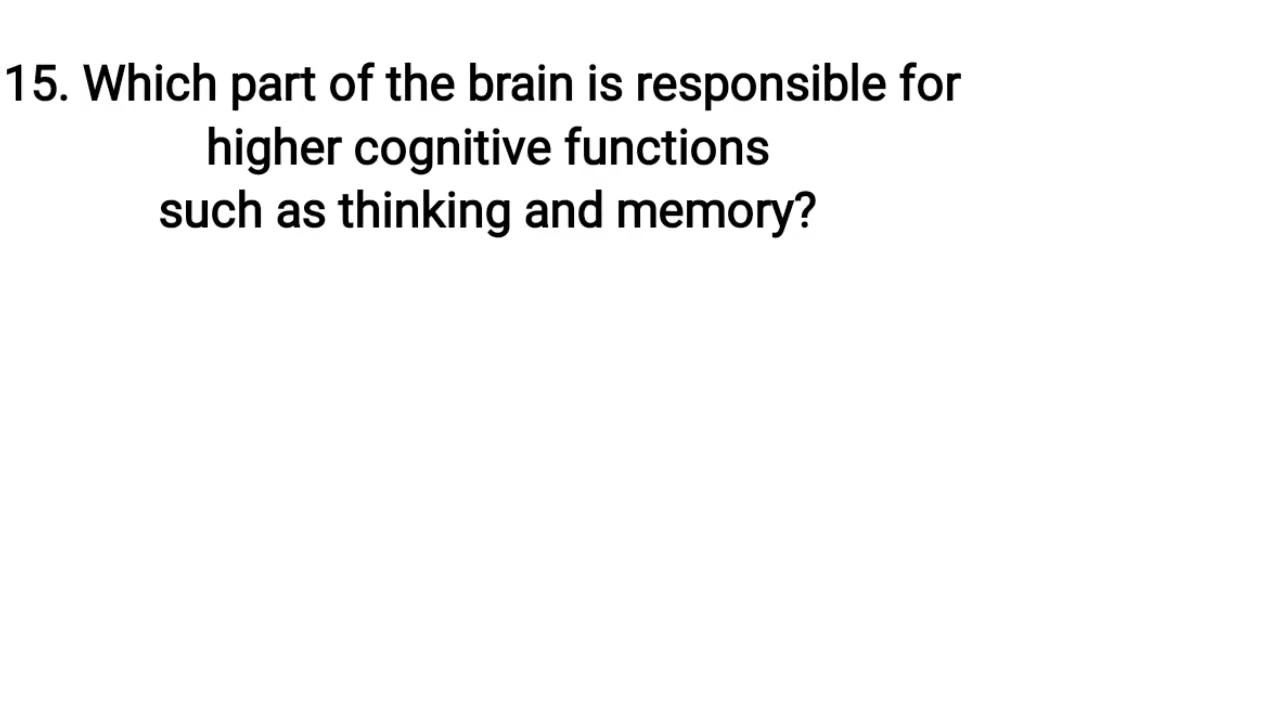 15. Which part of the brain is responsible for
higher cognitive functions
such as thinking and memory?